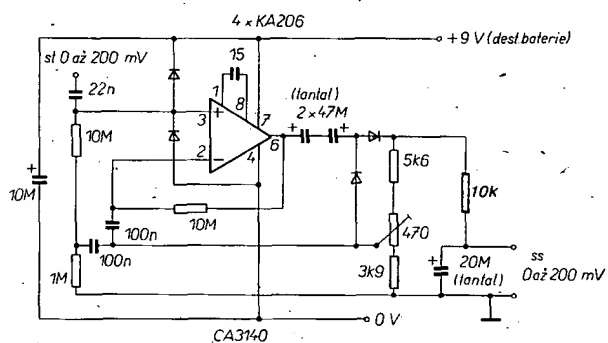 4 x KA206
+9 V (dest. baterie)
st 0 až 200 mV
15
22n
1
8
3
+
7
(tantal)
2 x 47M
+
+
10M
2
−
4
6
5k6
10K
+
10M
10M
100n
470
100n
1M
3k9
+
20M
(tantal)
ss
0 až 200 mV
0 V
CA3140